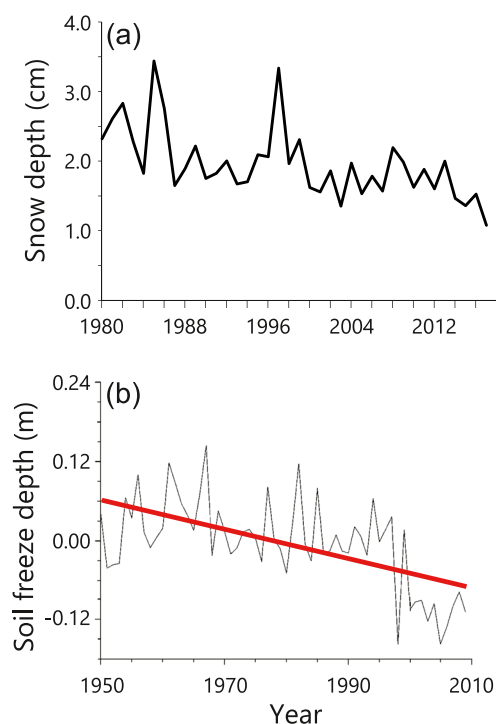 (a)
Snow depth (cm)
4.0
3.0
2.0
1.0
0.0
1980 1988 1996 2004 2012
(b)
Soil freeze depth (m)
0.24
0.12
0.00
-0.12
1950 1970 1990 2010
Year